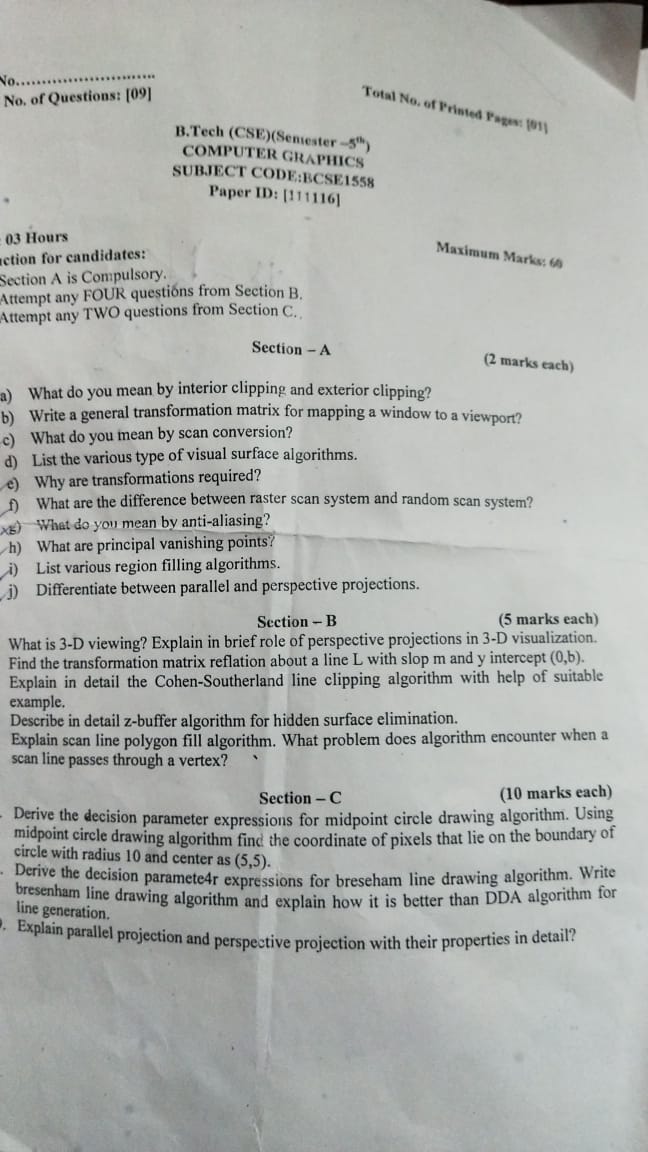 No............................
No. of Questions: [09]
Total No. of Printed Pages: [01]
B.Tech (CSE)(Semester –5th)
COMPUTER GRAPHICS
SUBJECT CODE:BCSE1558
Paper ID: [111116]
03 Hours
Maximum Marks: 60
ction for candidates:
Section A is Compulsory.
Attempt any FOUR questions from Section B.
Attempt any TWO questions from Section C.
Section – A
(2 marks each)
a) What do you mean by interior clipping and exterior clipping?
b) Write a general transformation matrix for mapping a window to a viewport?
c) What do you mean by scan conversion?
d) List the various type of visual surface algorithms.
e) Why are transformations required?
f) What are the difference between raster scan system and random scan system?
g) What do you mean by anti-aliasing?
h) What are principal vanishing points?
i) List various region filling algorithms.
j) Differentiate between parallel and perspective projections.
Section – B (5 marks each)
What is 3-D viewing? Explain in brief role of perspective projections in 3-D visualization.
Find the transformation matrix reflation about a line L with slop m and y intercept (0,b).
Explain in detail the Cohen-Southerland line clipping algorithm with help of suitable
example.
Describe in detail z-buffer algorithm for hidden surface elimination.
Explain scan line polygon fill algorithm. What problem does algorithm encounter when a
scan line passes through a vertex?
Section – C (10 marks each)
. Derive the decision parameter expressions for midpoint circle drawing algorithm. Using
midpoint circle drawing algorithm find the coordinate of pixels that lie on the boundary of
circle with radius 10 and center as (5,5).
. Derive the decision paramete4r expressions for breseham line drawing algorithm. Write
bresenham line drawing algorithm and explain how it is better than DDA algorithm for
line generation.
9. Explain parallel projection and perspective projection with their properties in detail?